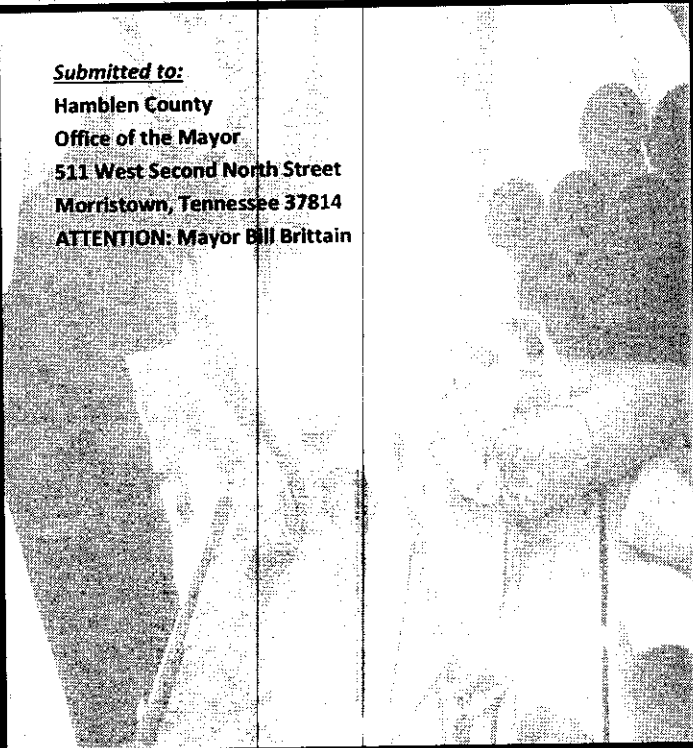 Submitted to:
Hamblen County
Office of the Mayor
511 West Second North Street
Morristown, Tennessee 37814
ATTENTION: Mayor Bill Brittain